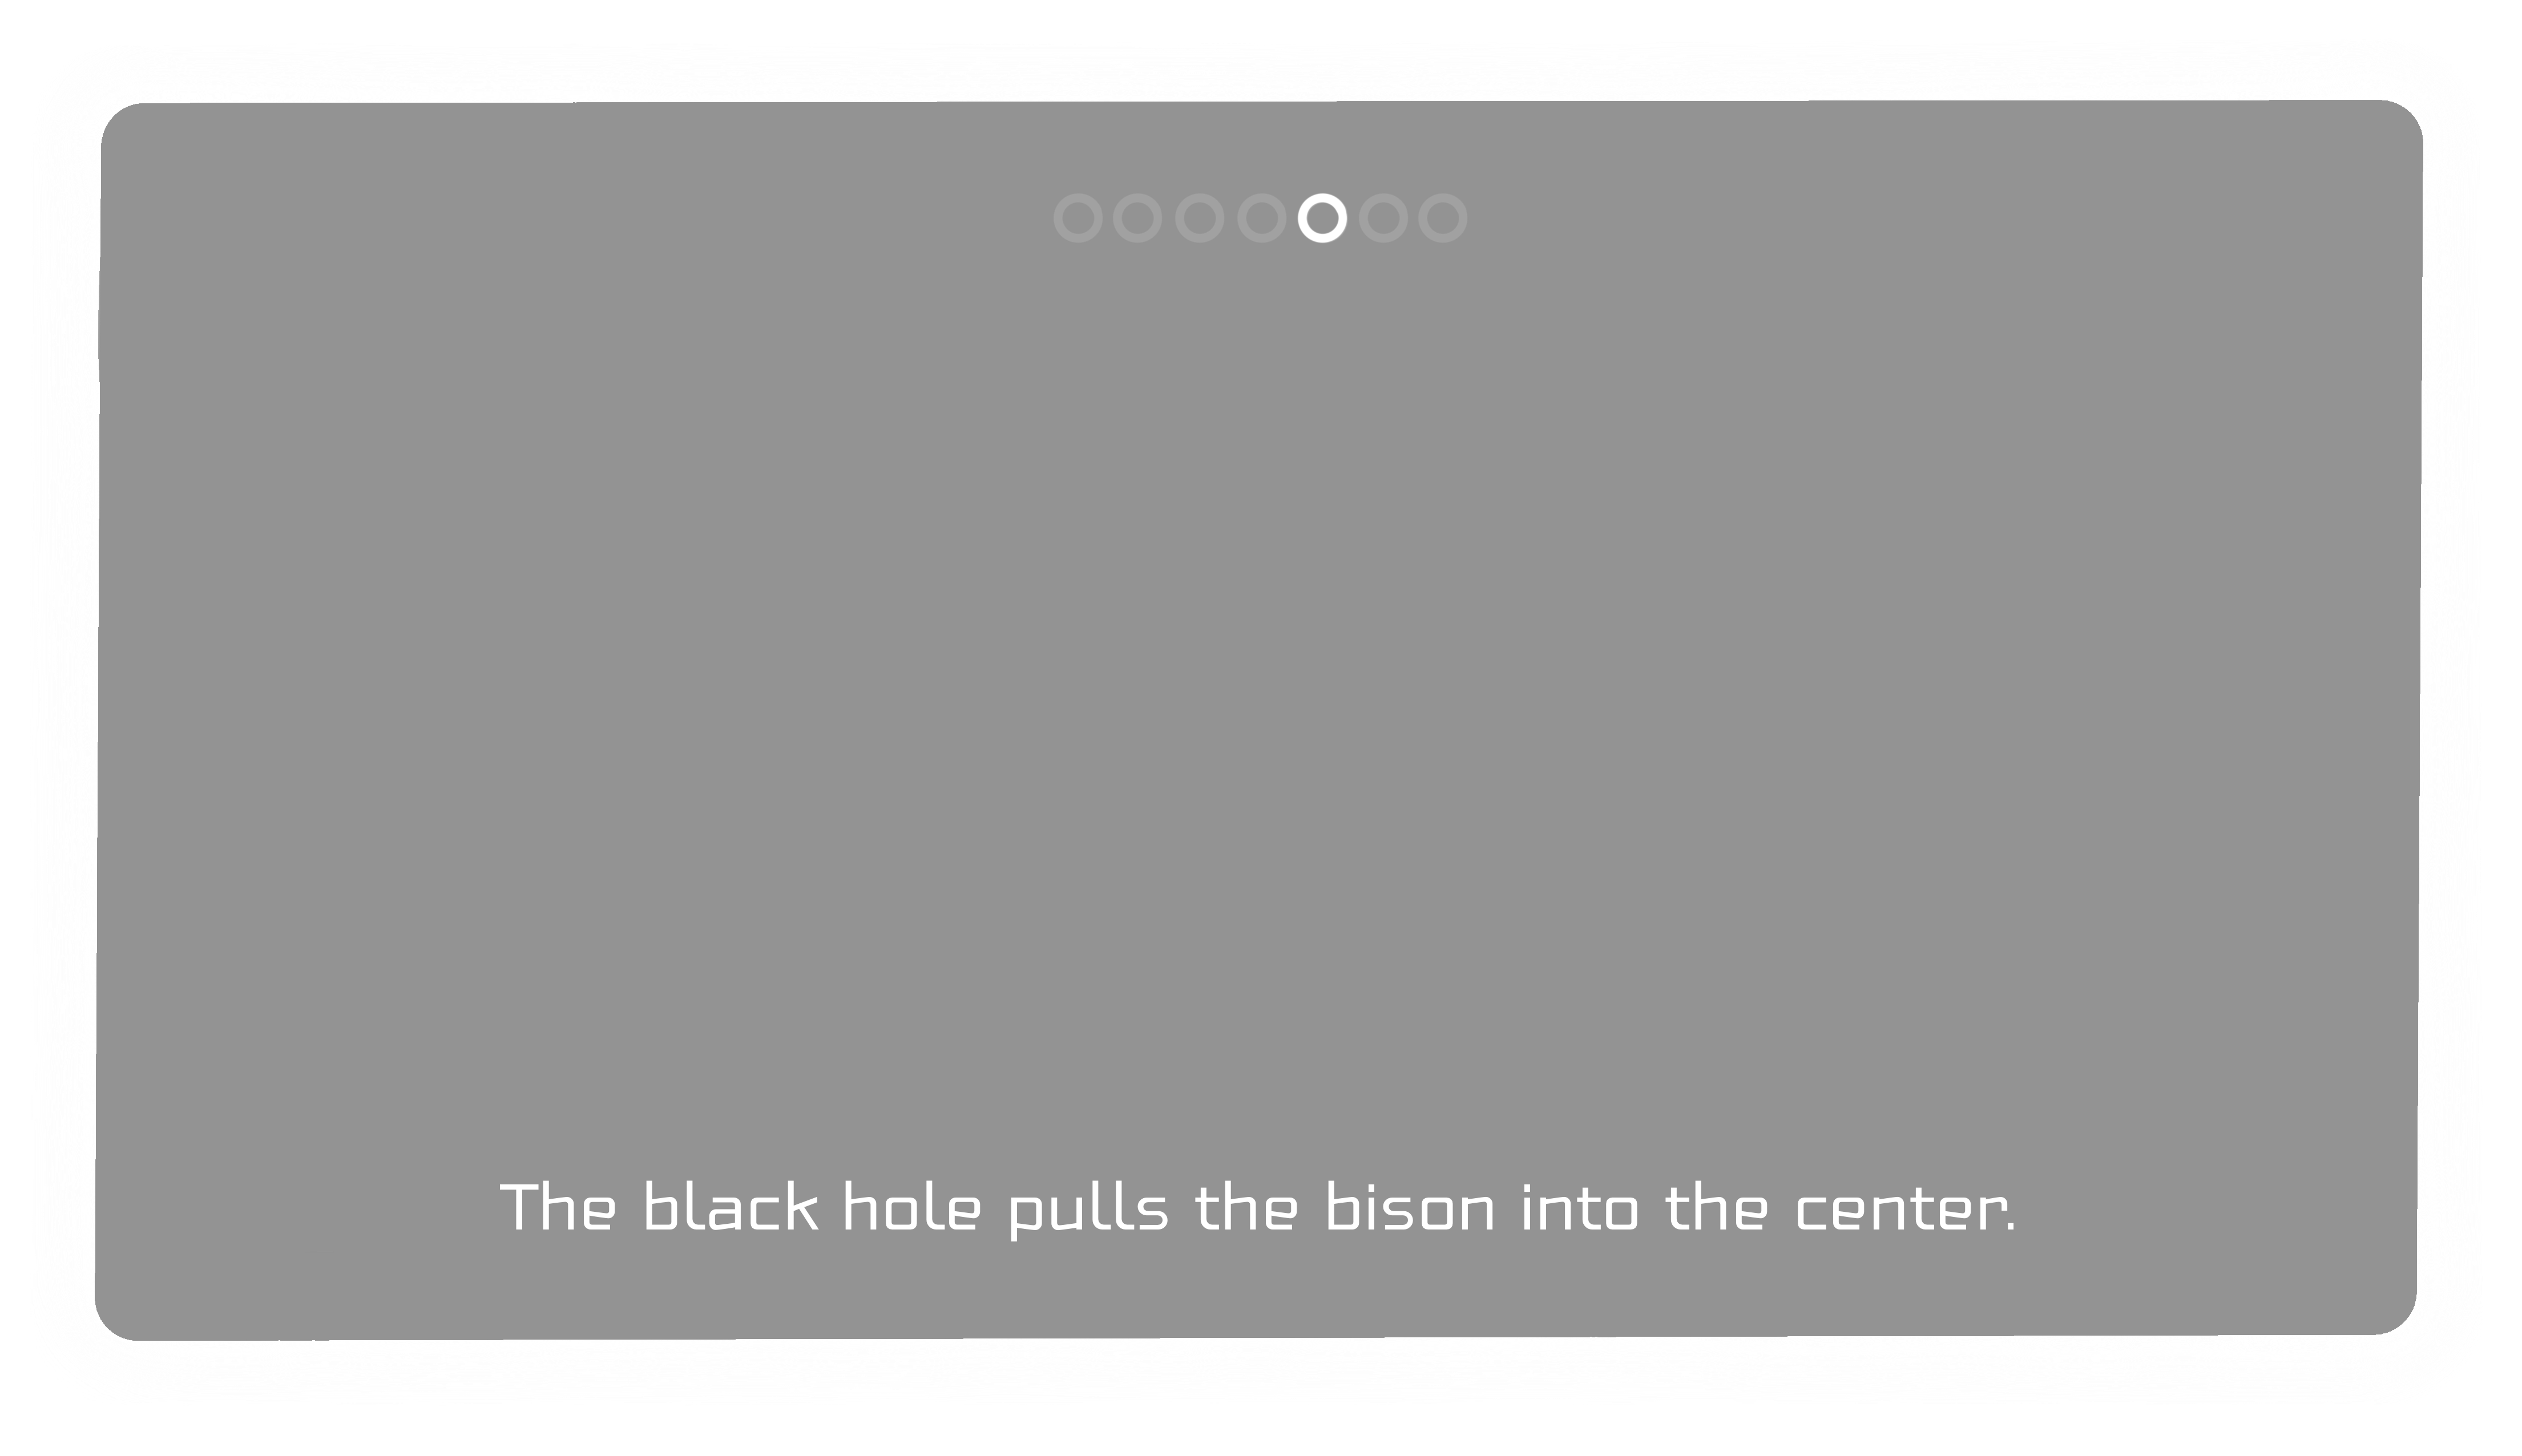 The black hole pulls the bison into the center.